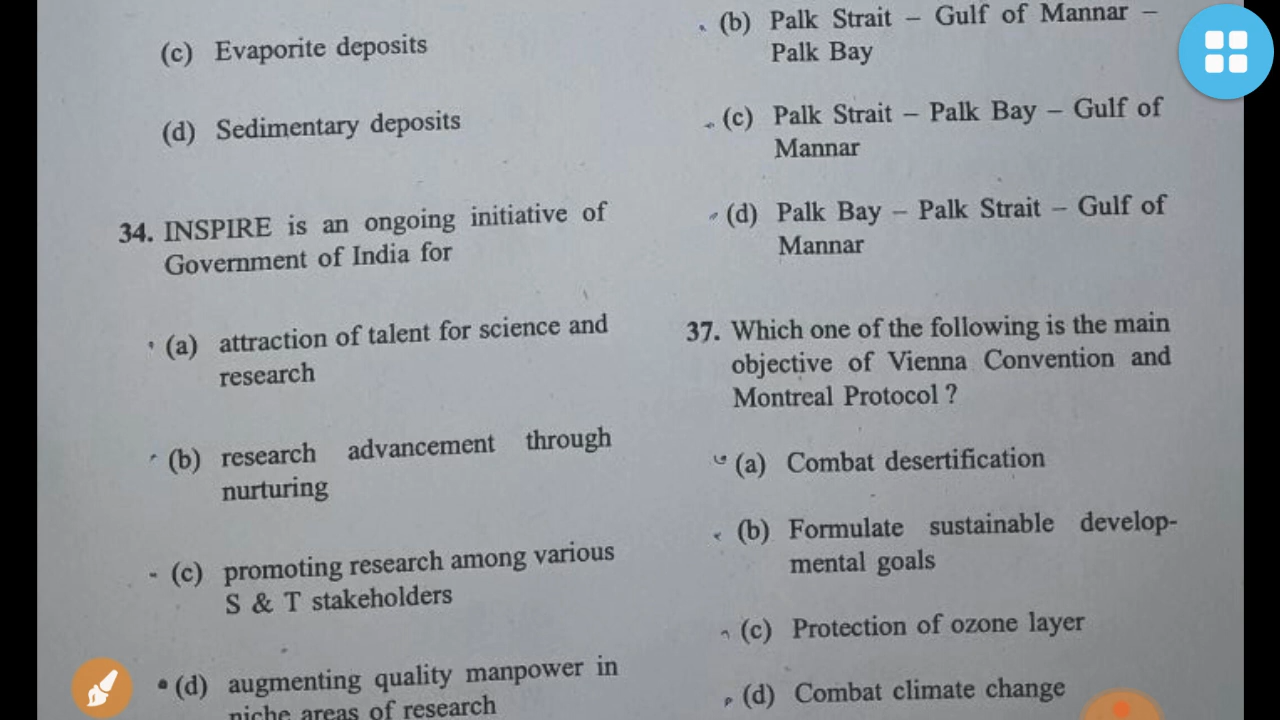 (c) Evaporite deposits
(d) Sedimentary deposits
34. INSPIRE is an ongoing initiative of
Government of India for
(a) attraction of talent for science and
research
(b) research advancement through
nurturing
(c) promoting research among various
S & T stakeholders
(d) augmenting quality manpower in
niche areas of research
(b) Palk Strait – Gulf of Mannar –
Palk Bay
(c) Palk Strait – Palk Bay – Gulf of
Mannar
(d) Palk Bay – Palk Strait – Gulf of
Mannar
37. Which one of the following is the main
objective of Vienna Convention and
Montreal Protocol ?
(a) Combat desertification
(b) Formulate sustainable develop-
mental goals
(c) Protection of ozone layer
(d) Combat climate change